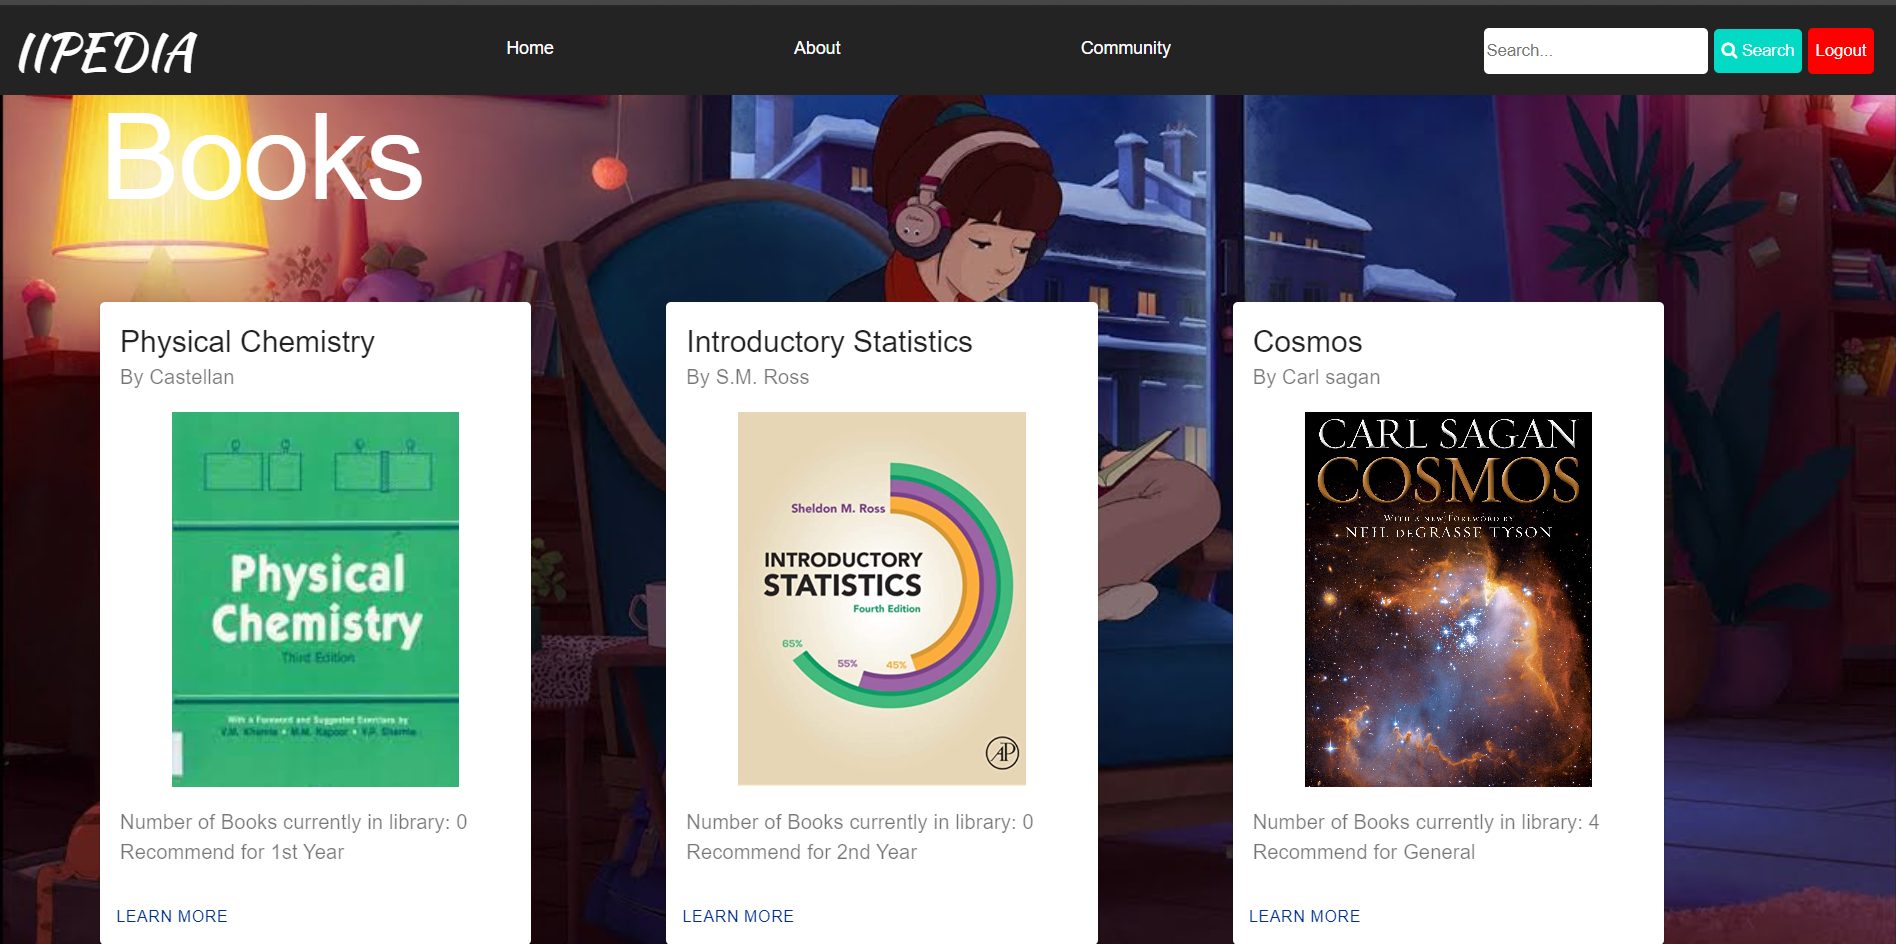 IIPEDIA
Home
About
Community
Search...
Search
Logout
Books
Physical Chemistry
By Castellan
Physical
Chemistry
Third Edition
With a Foreword and Suggested Exercises by
V.M. Khanna • M.M. Kapoor • V.P. Sharma
Number of Books currently in library: 0
Recommend for 1st Year
LEARN MORE
Introductory Statistics
By S.M. Ross
Sheldon M. Ross
INTRODUCTORY
STATISTICS
Fourth Edition
65%
55%
45%
AP
Number of Books currently in library: 0
Recommend for 2nd Year
LEARN MORE
Cosmos
By Carl sagan
CARL SAGAN
COSMOS
WITH A NEW FOREWORD BY
NEIL deGRASSE TYSON
Number of Books currently in library: 4
Recommend for General
LEARN MORE